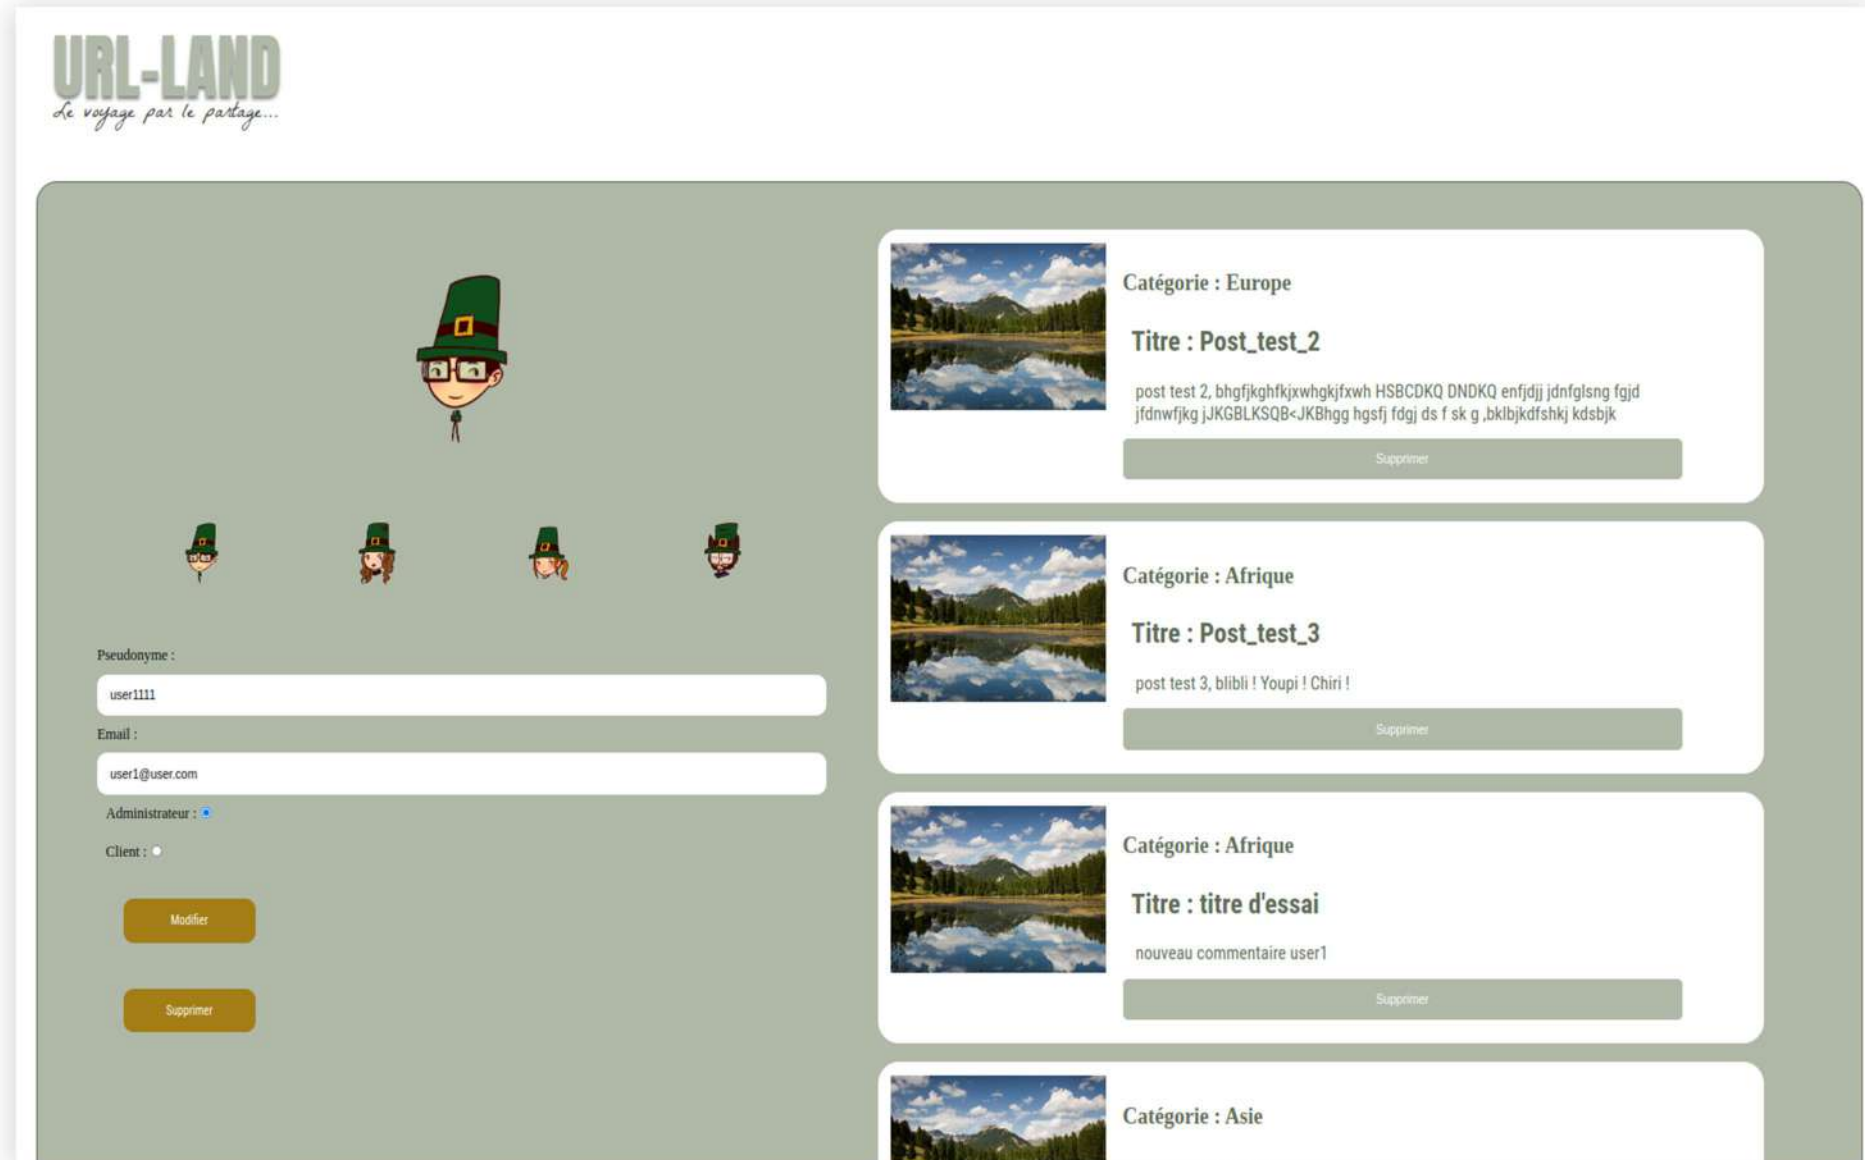 URL-LAND
Le voyage par le partage...
Pseudonyme :
user1111
Email :
user1@user.com
Administrateur :
Client :
Modifier
Supprimer
Catégorie : Europe
Titre : Post_test_2
post test 2, bhgfjkghfkjxwhgkjfxwh HSBCDKQ DNDKQ enfjdjj jdnfglsng fgjd
jfdnwfjkg jJKGBLKSQB<JKBhgg hgsfj fdgj ds f sk g ,bklbjkdfshkj kdsbjk
Supprimer
Catégorie : Afrique
Titre : Post_test_3
post test 3, blibli ! Youpi ! Chiri !
Supprimer
Catégorie : Afrique
Titre : titre d'essai
nouveau commentaire user1
Supprimer
Catégorie : Asie